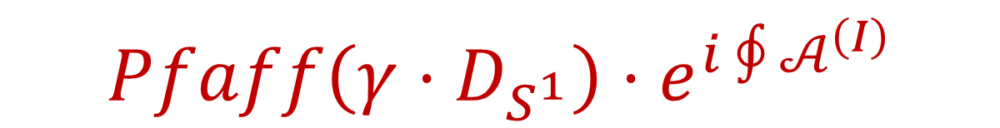 Pfaff(γ · D_{S^1}) · e^{i ∮ 𝒜^{(I)}}